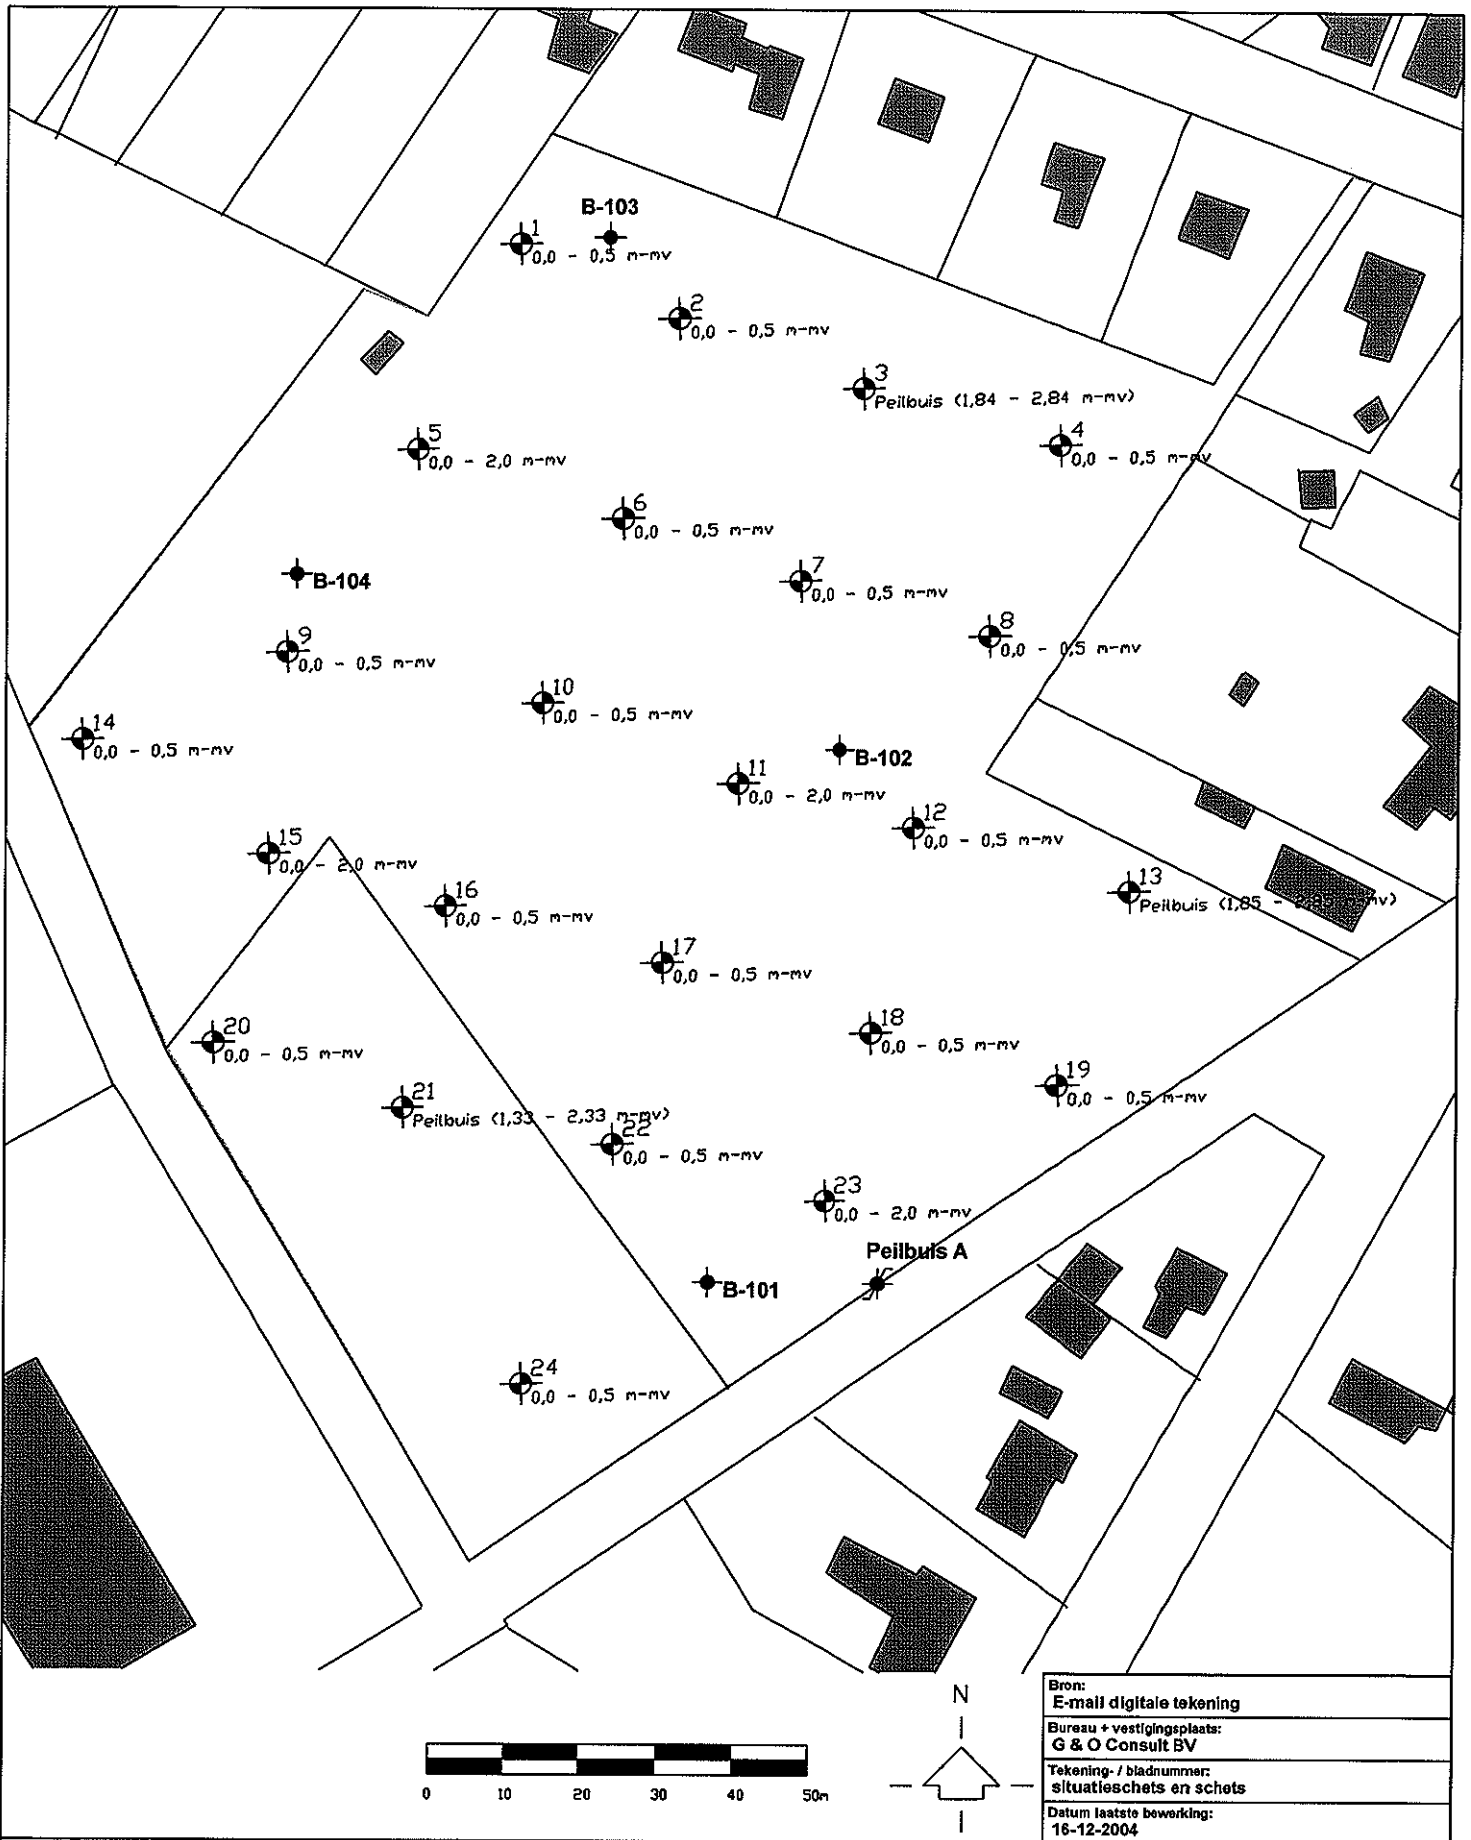 B-103
1
0,0 - 0,5 m-mv
2
0,0 - 0,5 m-mv
3
Peilbuis (1,84 - 2,84 m-mv)
4
0,0 - 0,5 m-mv
5
0,0 - 2,0 m-mv
6
0,0 - 0,5 m-mv
7
0,0 - 0,5 m-mv
B-104
8
0,0 - 0,5 m-mv
9
0,0 - 0,5 m-mv
10
0,0 - 0,5 m-mv
14
0,0 - 0,5 m-mv
B-102
11
0,0 - 2,0 m-mv
12
0,0 - 0,5 m-mv
15
0,0 - 2,0 m-mv
13
Peilbuis (1,85 - m-mv)
16
0,0 - 0,5 m-mv
17
0,0 - 0,5 m-mv
18
0,0 - 0,5 m-mv
20
0,0 - 0,5 m-mv
19
0,0 - 0,5 m-mv
21
Peilbuis (1,33 - 2,33 m-mv)
22
0,0 - 0,5 m-mv
23
0,0 - 2,0 m-mv
Peilbuis A
B-101
24
0,0 - 0,5 m-mv
N
0 10 20 30 40 50m
Bron:
E-mail digitale tekening
Bureau + vestigingsplaats:
G & O Consult BV
Tekening- / bladnummer:
situatieschets en schets
Datum laatste bewerking:
16-12-2004